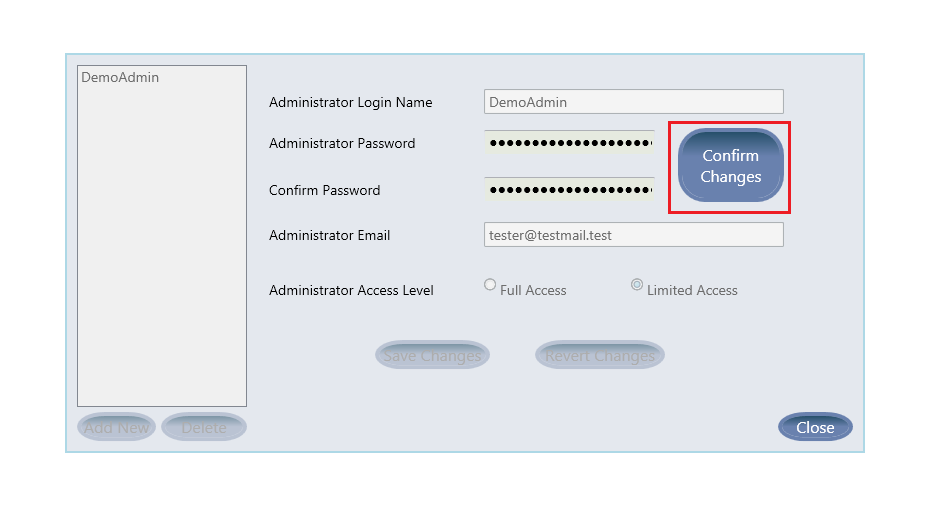 DemoAdmin
Administrator Login Name
DemoAdmin
Administrator Password
●●●●●●●●●●●●●●●●●●●●
Confirm
Changes
Confirm Password
●●●●●●●●●●●●●●●●●●●●
Administrator Email
tester@testmail.test
Administrator Access Level
Full Access
Limited Access
Save Changes
Revert Changes
Add New
Delete
Close